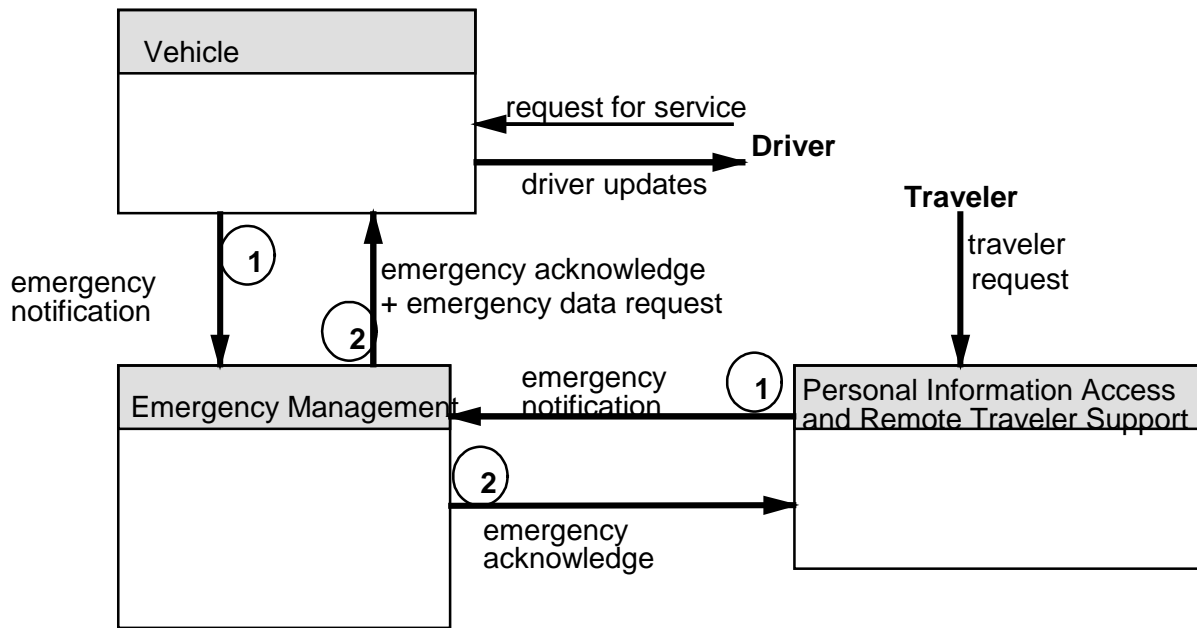 Vehicle
request for service
Driver
driver updates
Traveler
traveler
request
1
emergency
notification
emergency acknowledge
+ emergency data request
2
Emergency Management
emergency
notification
1
Personal Information Access
and Remote Traveler Support
2
emergency
acknowledge